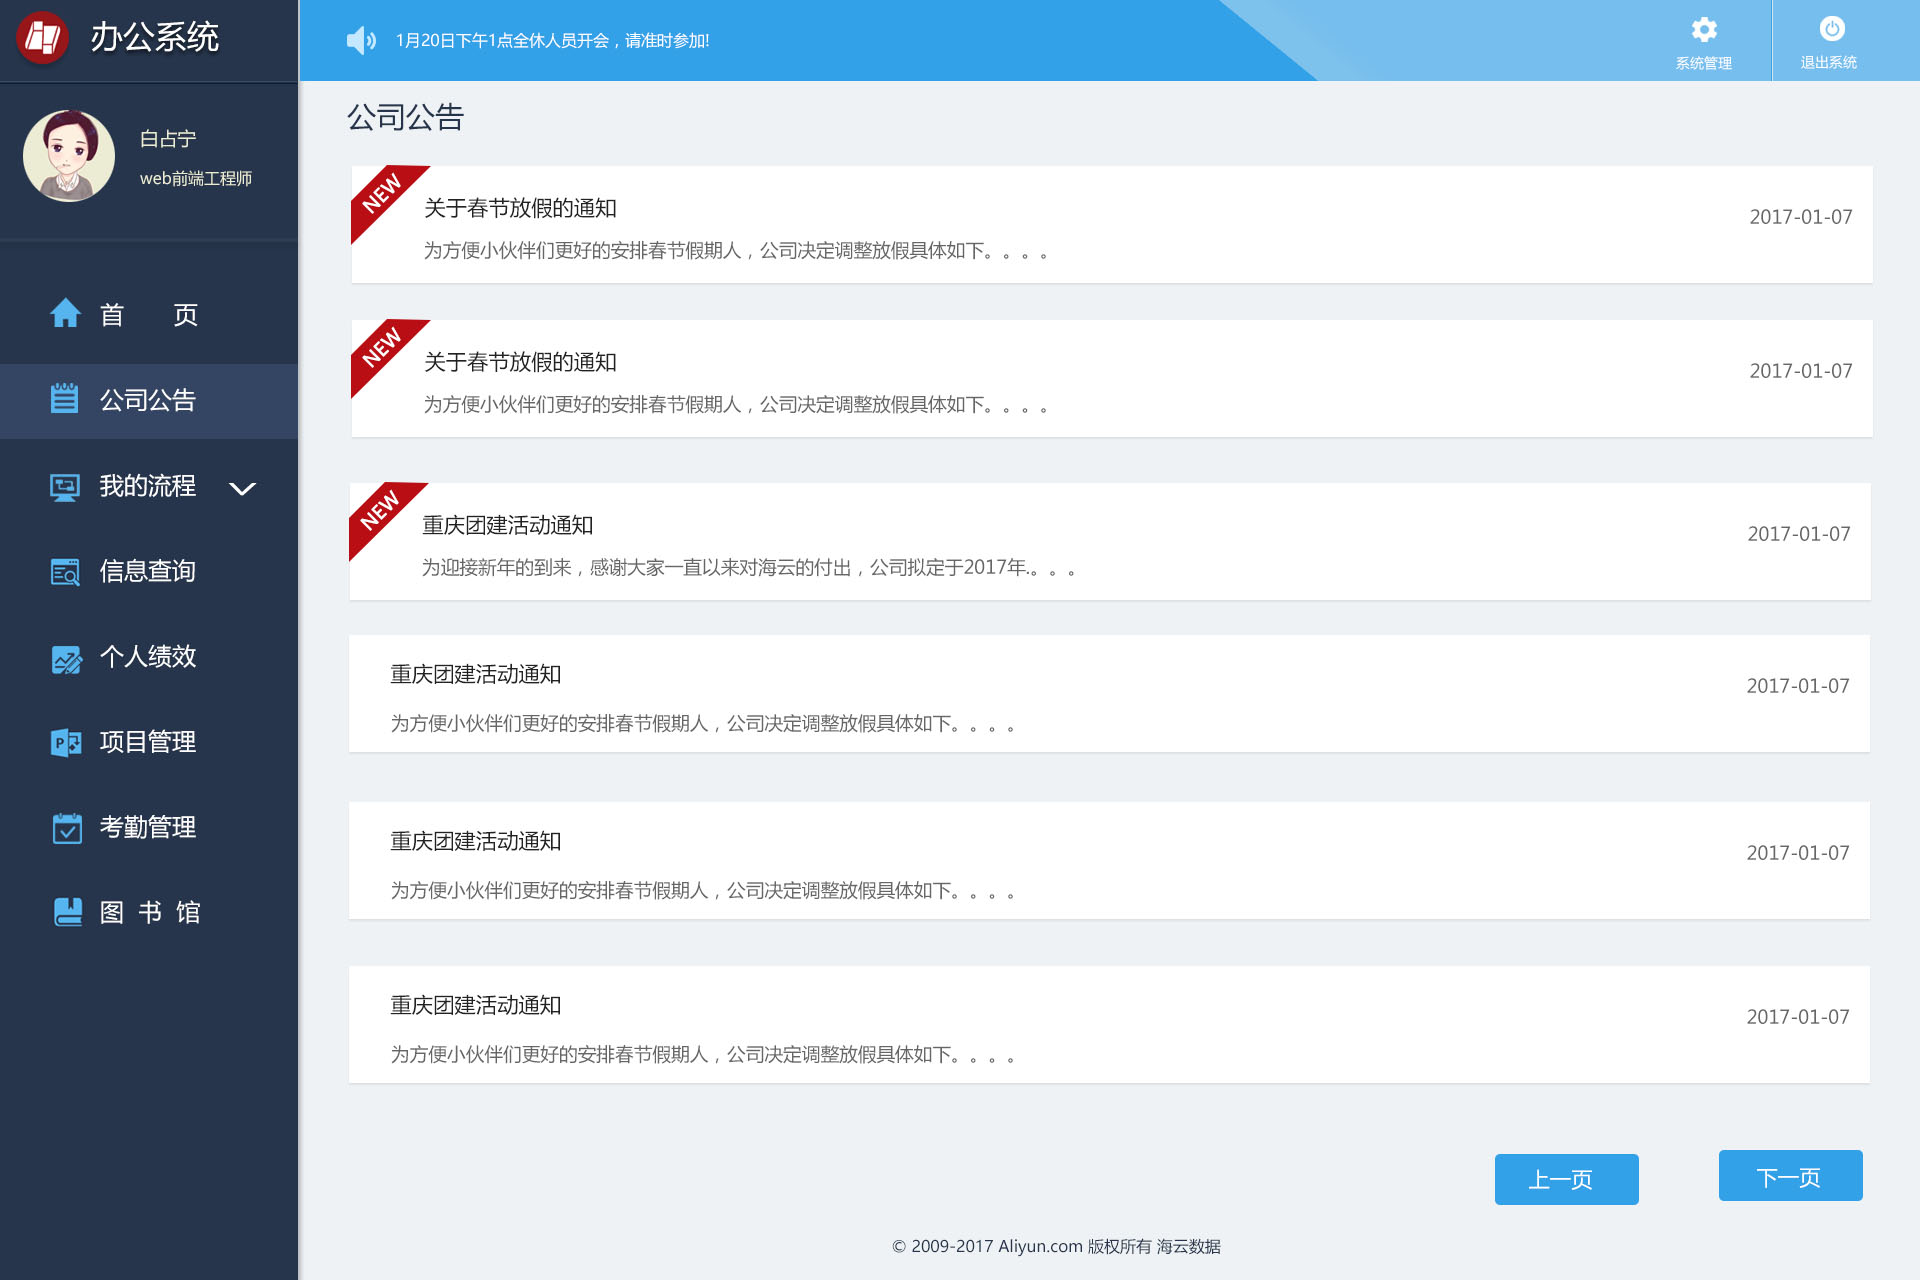 办公系统
1月20日下午1点全休人员开会，请准时参加!
系统管理
退出系统
白占宁
web前端工程师
首 页
公司公告
我的流程
信息查询
个人绩效
项目管理
考勤管理
图 书 馆
公司公告
NEW
关于春节放假的通知
2017-01-07
为方便小伙伴们更好的安排春节假期人，公司决定调整放假具体如下。。。。
NEW
关于春节放假的通知
2017-01-07
为方便小伙伴们更好的安排春节假期人，公司决定调整放假具体如下。。。。
NEW
重庆团建活动通知
2017-01-07
为迎接新年的到来，感谢大家一直以来对海云的付出，公司拟定于2017年.。。。
重庆团建活动通知
2017-01-07
为方便小伙伴们更好的安排春节假期人，公司决定调整放假具体如下。。。。
重庆团建活动通知
2017-01-07
为方便小伙伴们更好的安排春节假期人，公司决定调整放假具体如下。。。。
重庆团建活动通知
2017-01-07
为方便小伙伴们更好的安排春节假期人，公司决定调整放假具体如下。。。。
上一页
下一页
© 2009-2017 Aliyun.com 版权所有 海云数据